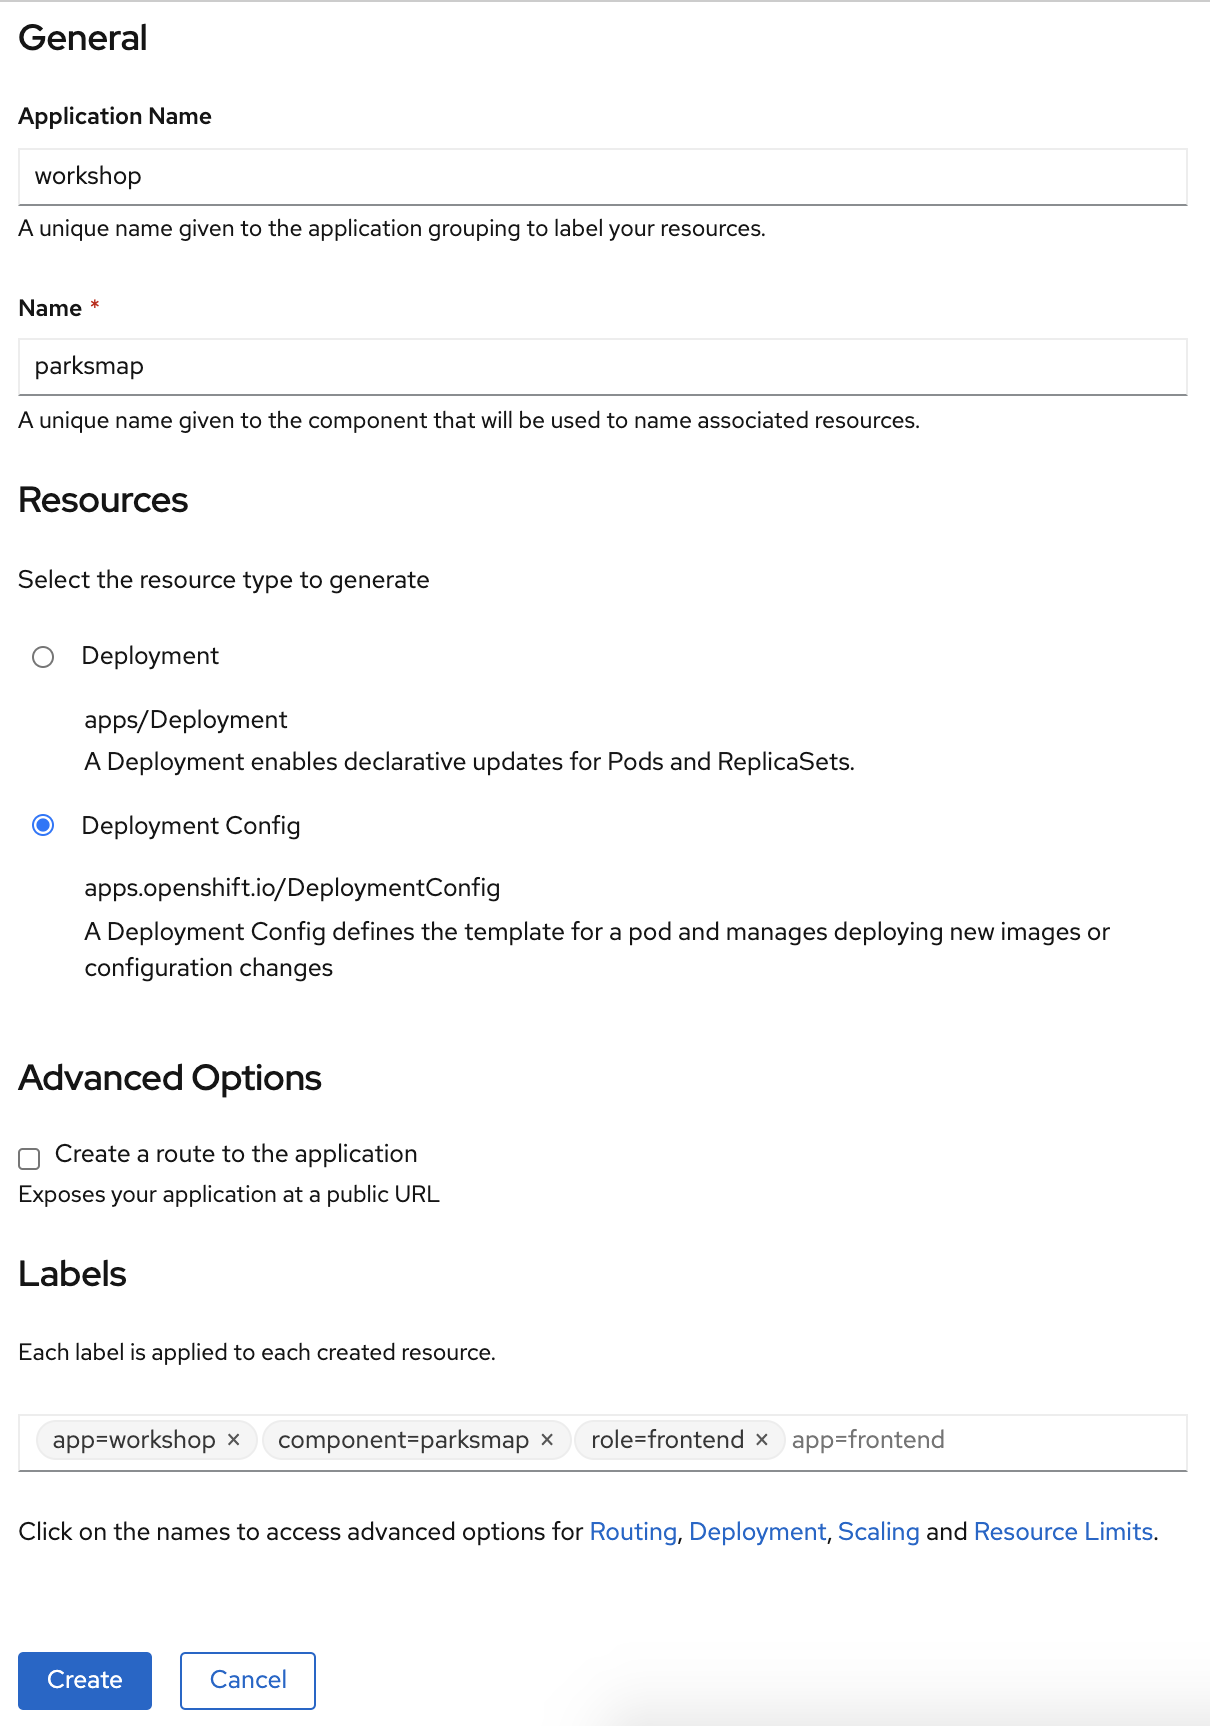 General
Application Name
workshop
A unique name given to the application grouping to label your resources.
Name *
parksmap
A unique name given to the component that will be used to name associated resources.
Resources
Select the resource type to generate
Deployment
apps/Deployment
A Deployment enables declarative updates for Pods and ReplicaSets.
Deployment Config
apps.openshift.io/DeploymentConfig
A Deployment Config defines the template for a pod and manages deploying new images or
configuration changes
Advanced Options
Create a route to the application
Exposes your application at a public URL
Labels
Each label is applied to each created resource.
app=workshop × component=parksmap × role=frontend × app=frontend
Click on the names to access advanced options for Routing, Deployment, Scaling and Resource Limits.
Create Cancel